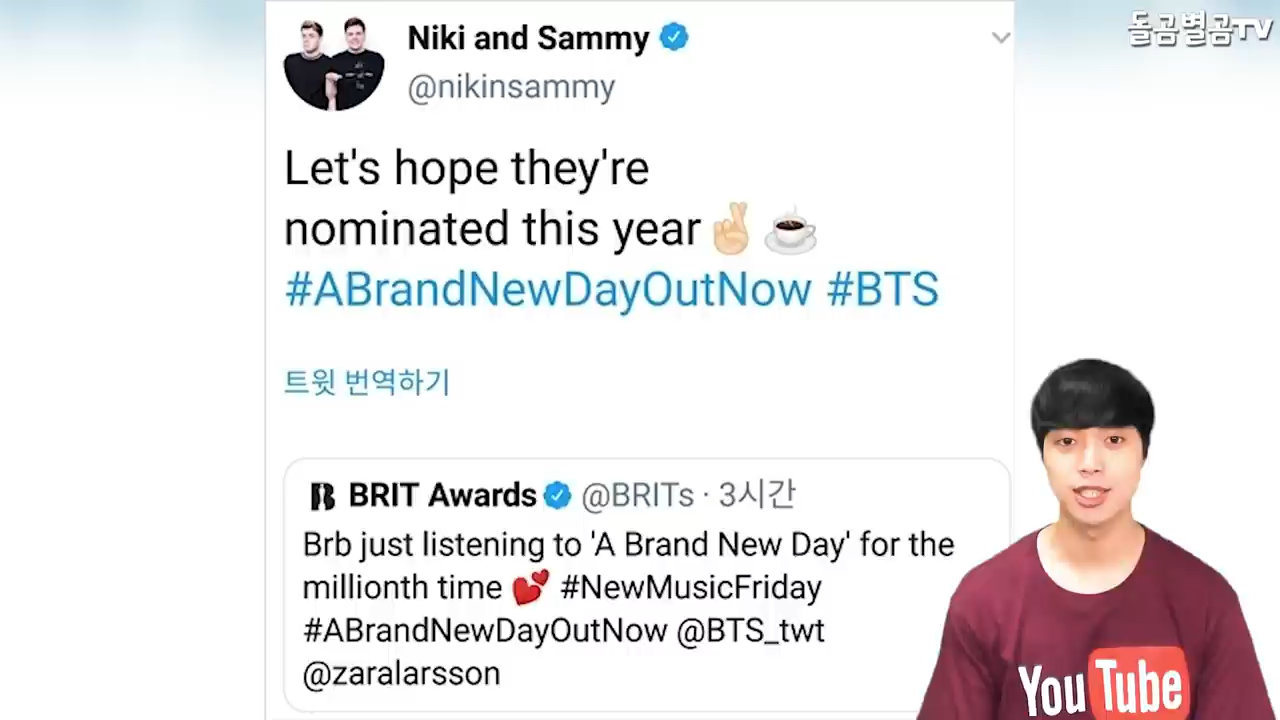 돌곰별곰TV
Niki and Sammy
@nikinsammy
Let's hope they're
nominated this year🤞🏻☕
#ABrandNewDayOutNow #BTS
트윗 번역하기
BRIT Awards @BRITs · 3시간
Brb just listening to 'A Brand New Day' for the
millionth time 💕 #NewMusicFriday
#ABrandNewDayOutNow @BTS_twt
@zaralarsson
YouTube